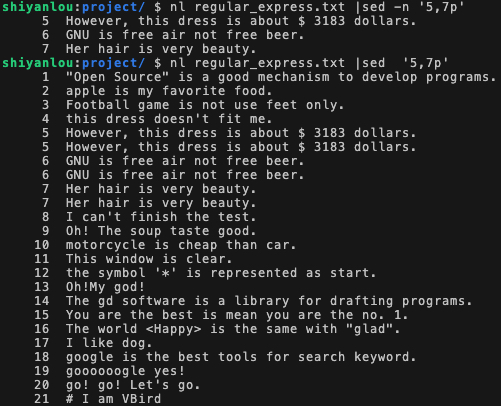 shiyanlou:project/ $ nl regular_express.txt |sed -n '5,7p'
5 However, this dress is about $ 3183 dollars.
6 GNU is free air not free beer.
7 Her hair is very beauty.
shiyanlou:project/ $ nl regular_express.txt |sed  '5,7p'
1 "Open Source" is a good mechanism to develop programs.
2 apple is my favorite food.
3 Football game is not use feet only.
4 this dress doesn't fit me.
5 However, this dress is about $ 3183 dollars.
5 However, this dress is about $ 3183 dollars.
6 GNU is free air not free beer.
6 GNU is free air not free beer.
7 Her hair is very beauty.
7 Her hair is very beauty.
8 I can't finish the test.
9 Oh! The soup taste good.
10 motorcycle is cheap than car.
11 This window is clear.
12 the symbol '*' is represented as start.
13 Oh!My god!
14 The gd software is a library for drafting programs.
15 You are the best is mean you are the no. 1.
16 The world <Happy> is the same with "glad".
17 I like dog.
18 google is the best tools for search keyword.
19 goooooogle yes!
20 go! go! Let's go.
21 # I am VBird